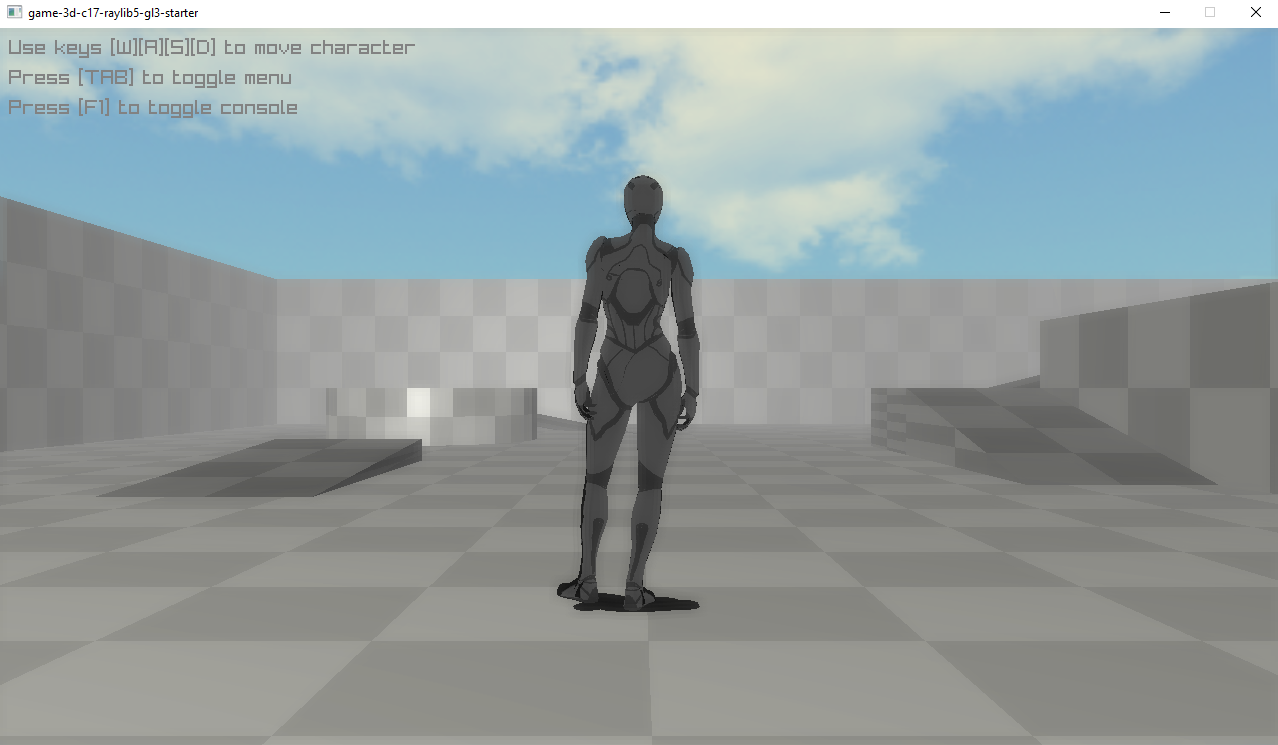 game-3d-c17-raylib5-gl3-starter
Use keys [W][A][S][D] to move character
Press [TAB] to toggle menu
Press [F1] to toggle console